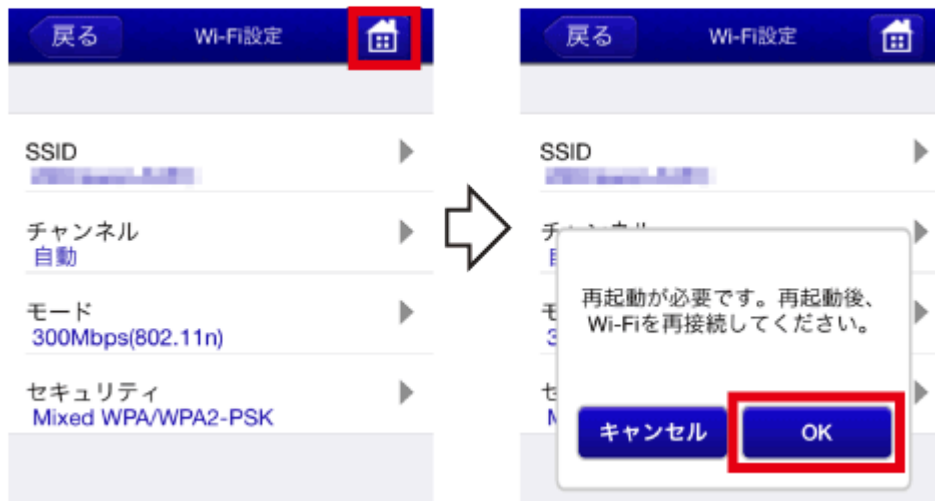 戻る
Wi-Fi設定
SSID
チャンネル
自動
モード
300Mbps(802.11n)
セキュリティ
Mixed WPA/WPA2-PSK
戻る
Wi-Fi設定
SSID
再起動が必要です。再起動後、
Wi-Fiを再接続してください。
キャンセル
OK